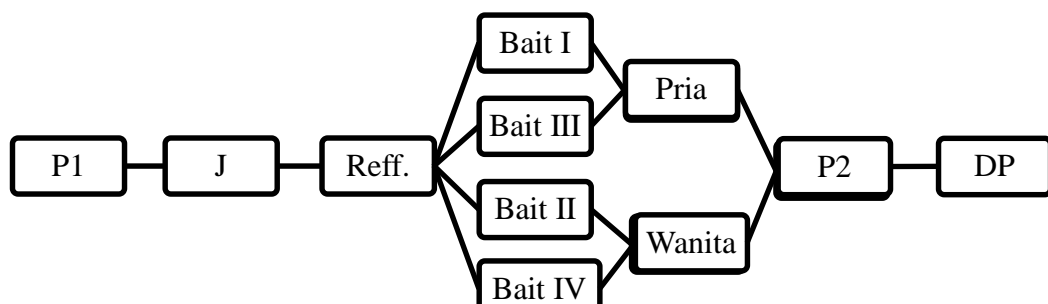 P1
J
Reff.
Bait I
Bait III
Bait II
Bait IV
Pria
Wanita
P2
DP